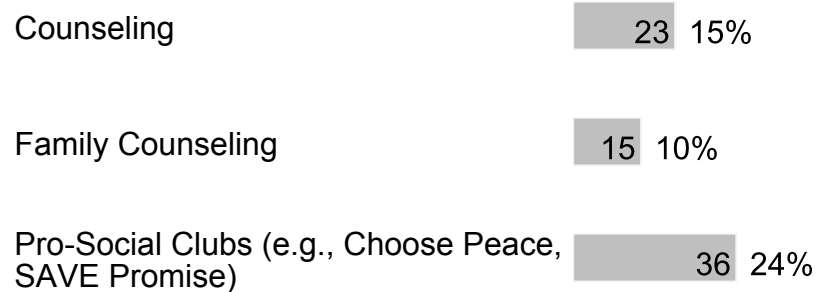 Counseling 23 15%
Family Counseling 15 10%
Pro-Social Clubs (e.g., Choose Peace,
SAVE Promise) 36 24%